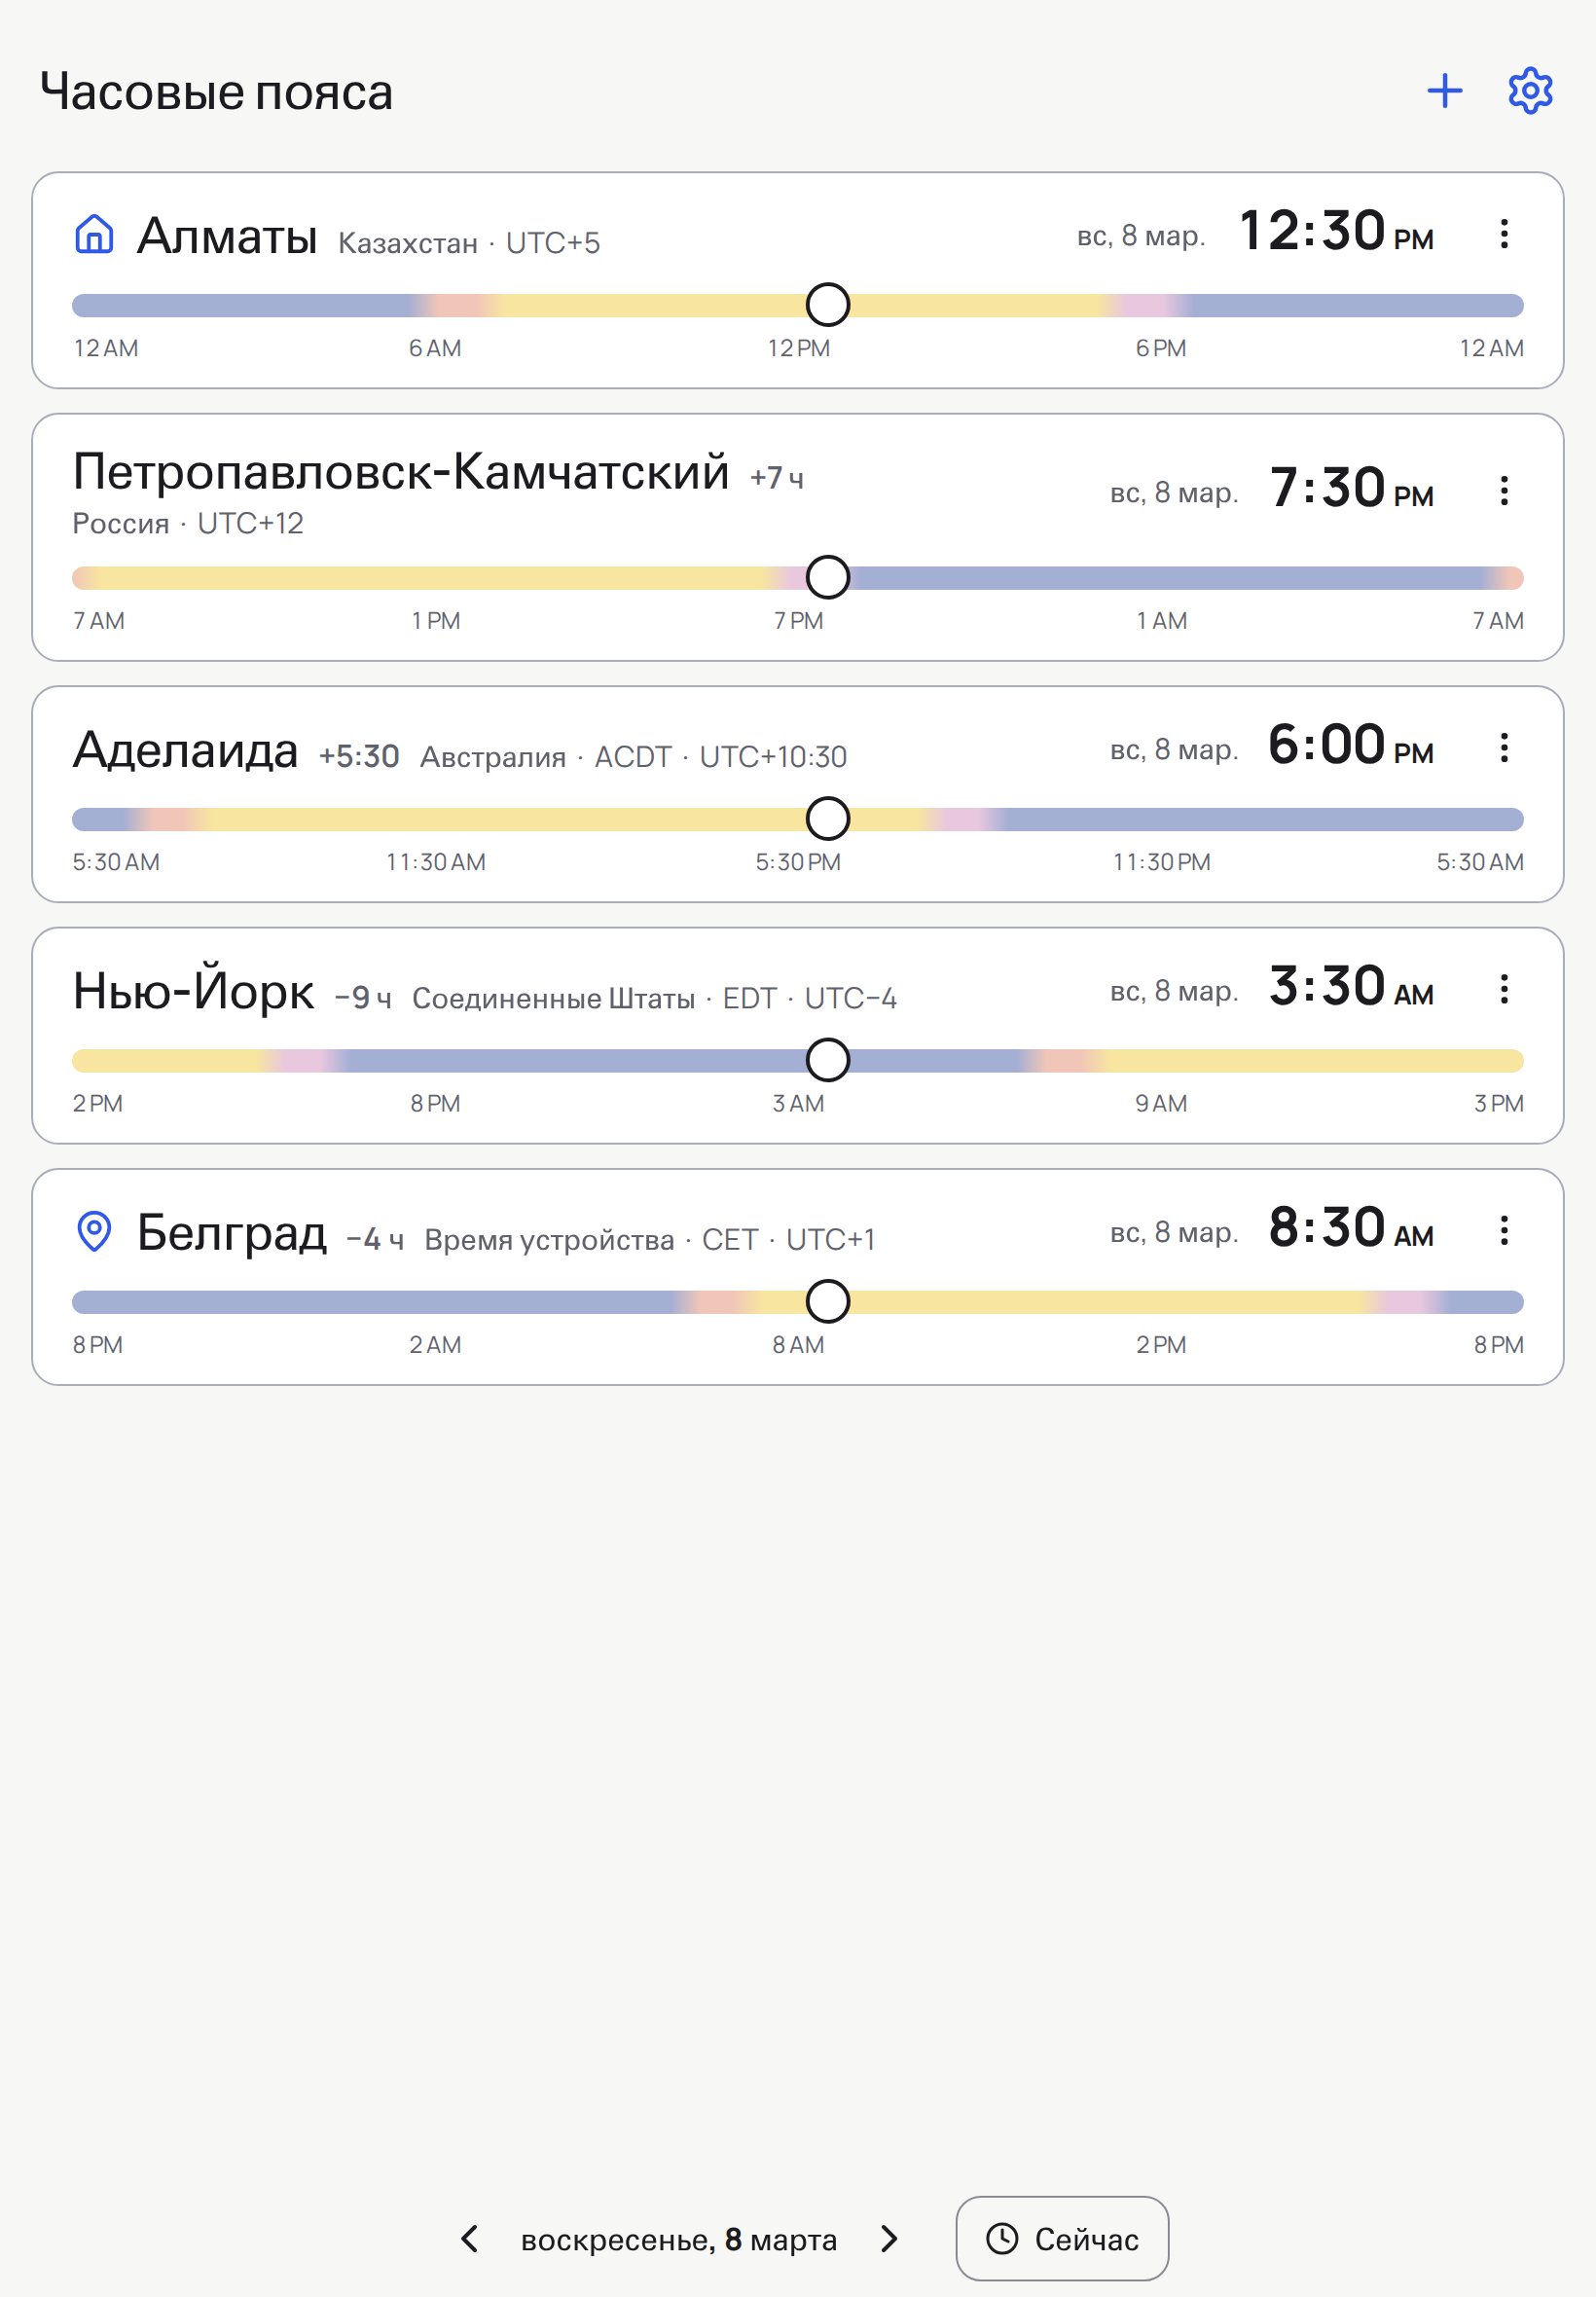 Часовые пояса
Алматы Казахстан · UTC+5 вс, 8 мар. 12:30 PM
12 AM 6 AM 12 PM 6 PM 12 AM
Петропавловск-Камчатский +7 ч
Россия · UTC+12 вс, 8 мар. 7:30 PM
7 AM 1 PM 7 PM 1 AM 7 AM
Аделаида +5:30 Австралия · ACDT · UTC+10:30 вс, 8 мар. 6:00 PM
5:30 AM 11:30 AM 5:30 PM 11:30 PM 5:30 AM
Нью-Йорк −9 ч Соединенные Штаты · EDT · UTC−4 вс, 8 мар. 3:30 AM
2 PM 8 PM 3 AM 9 AM 3 PM
Белград −4 ч Время устройства · CET · UTC+1 вс, 8 мар. 8:30 AM
8 PM 2 AM 8 AM 2 PM 8 PM
воскресенье, 8 марта Сейчас